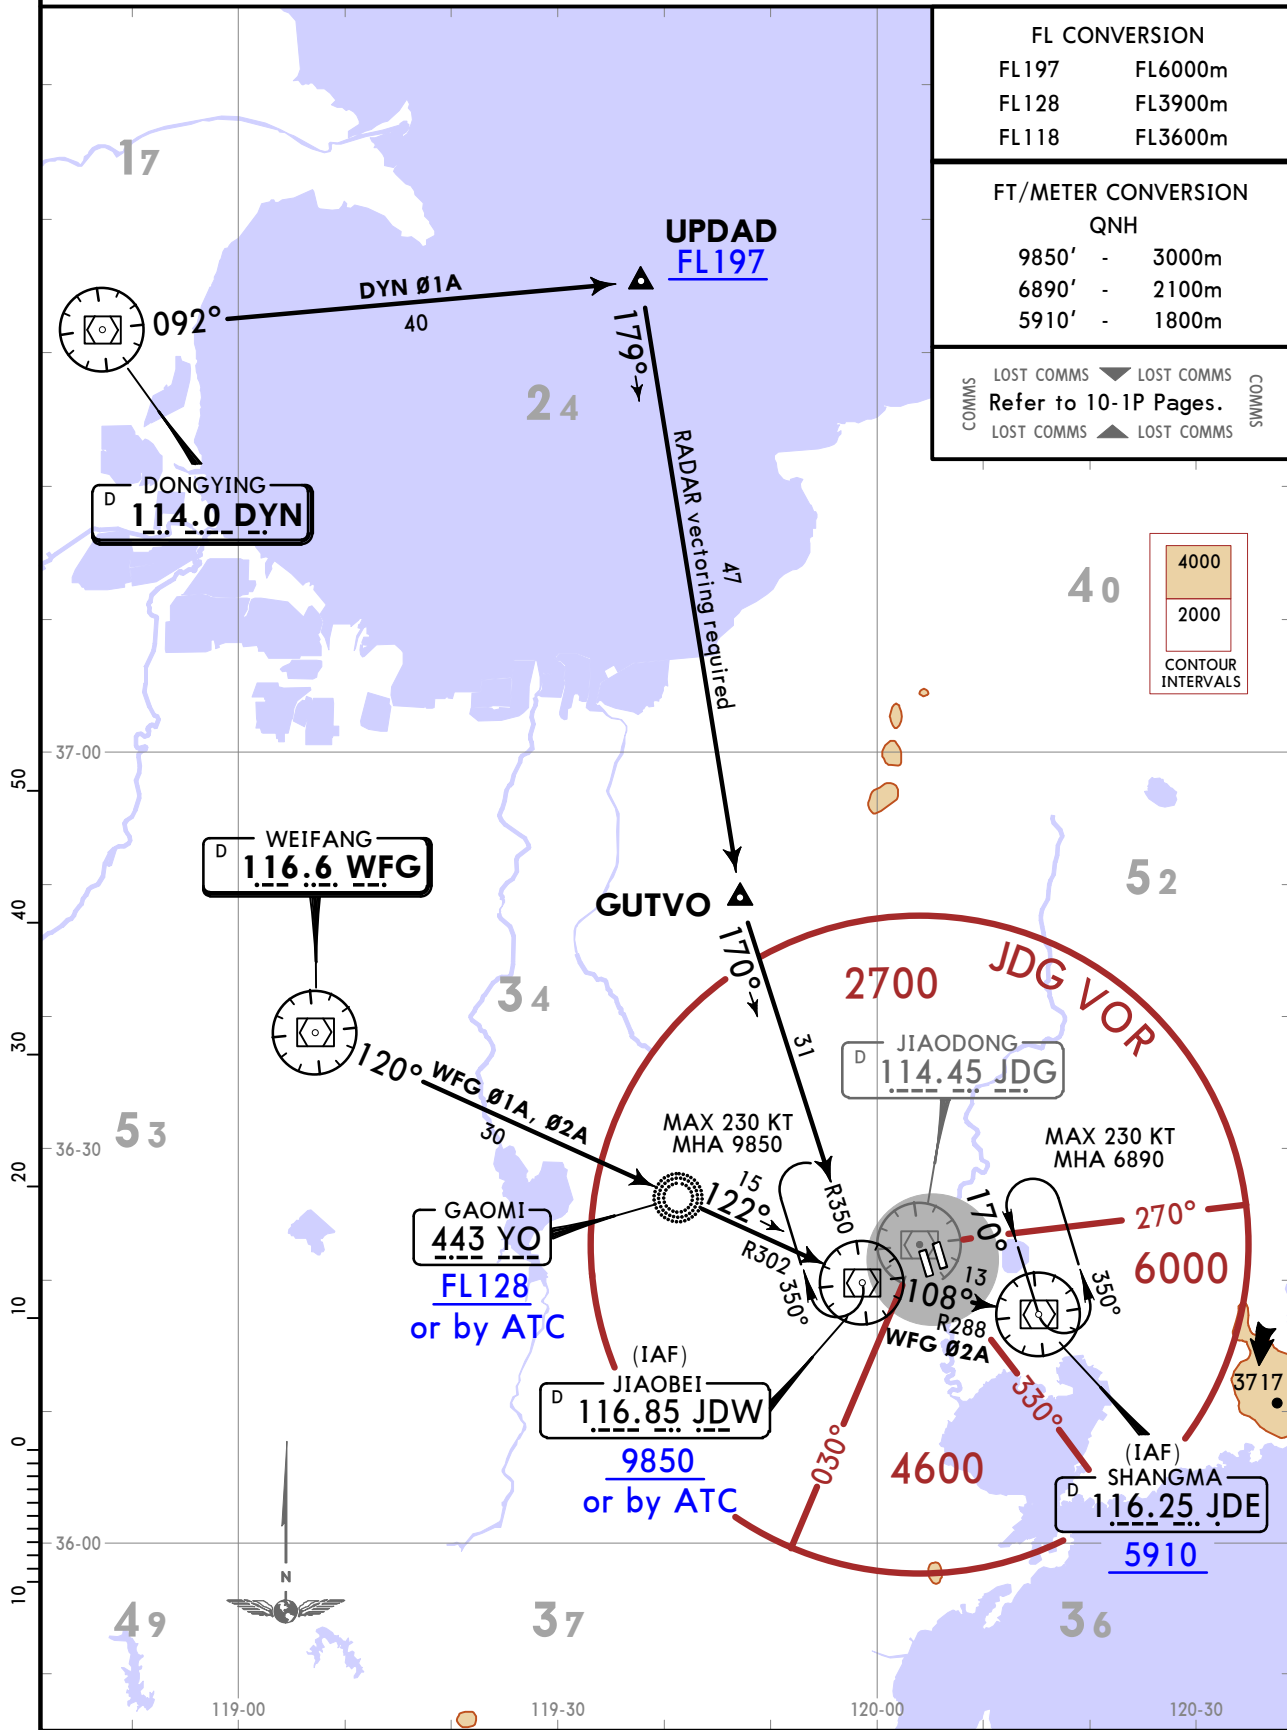 FL CONVERSION
FL197 FL6000m
FL128 FL3900m
FL118 FL3600m
FT/METER CONVERSION
QNH
9850' - 3000m
6890' - 2100m
5910' - 1800m
LOST COMMS LOST COMMS
COMMS Refer to 10-1P Pages. COMMS
LOST COMMS LOST COMMS
17
UPDAD
FL197
092°
DYN Ø1A
40
179°
24
DONGYING
D 114.0 DYN
RADAR vectoring required
47
40
4000
2000
CONTOUR
INTERVALS
37-00
50
WEIFANG
D 116.6 WFG
52
GUTVO
40
170°
JDG VOR
2700
34
31
JIAODONG
D 114.45 JDG
30
120°
WFG Ø1A, Ø2A
30
53
36-30
MAX 230 KT
MHA 9850
MAX 230 KT
MHA 6890
20
15
122°
R350
170°
270°
GAOMI
443 YO
FL128
or by ATC
R302
350°
6000
13
108°
R288
WFG Ø2A
350°
10
(IAF)
JIAOBEI
D 116.85 JDW
9850
or by ATC
330°
3717
030°
4600
0
(IAF)
SHANGMA
D 116.25 JDE
5910
36-00
10
N
49
37
36
119-00
119-30
120-00
120-30